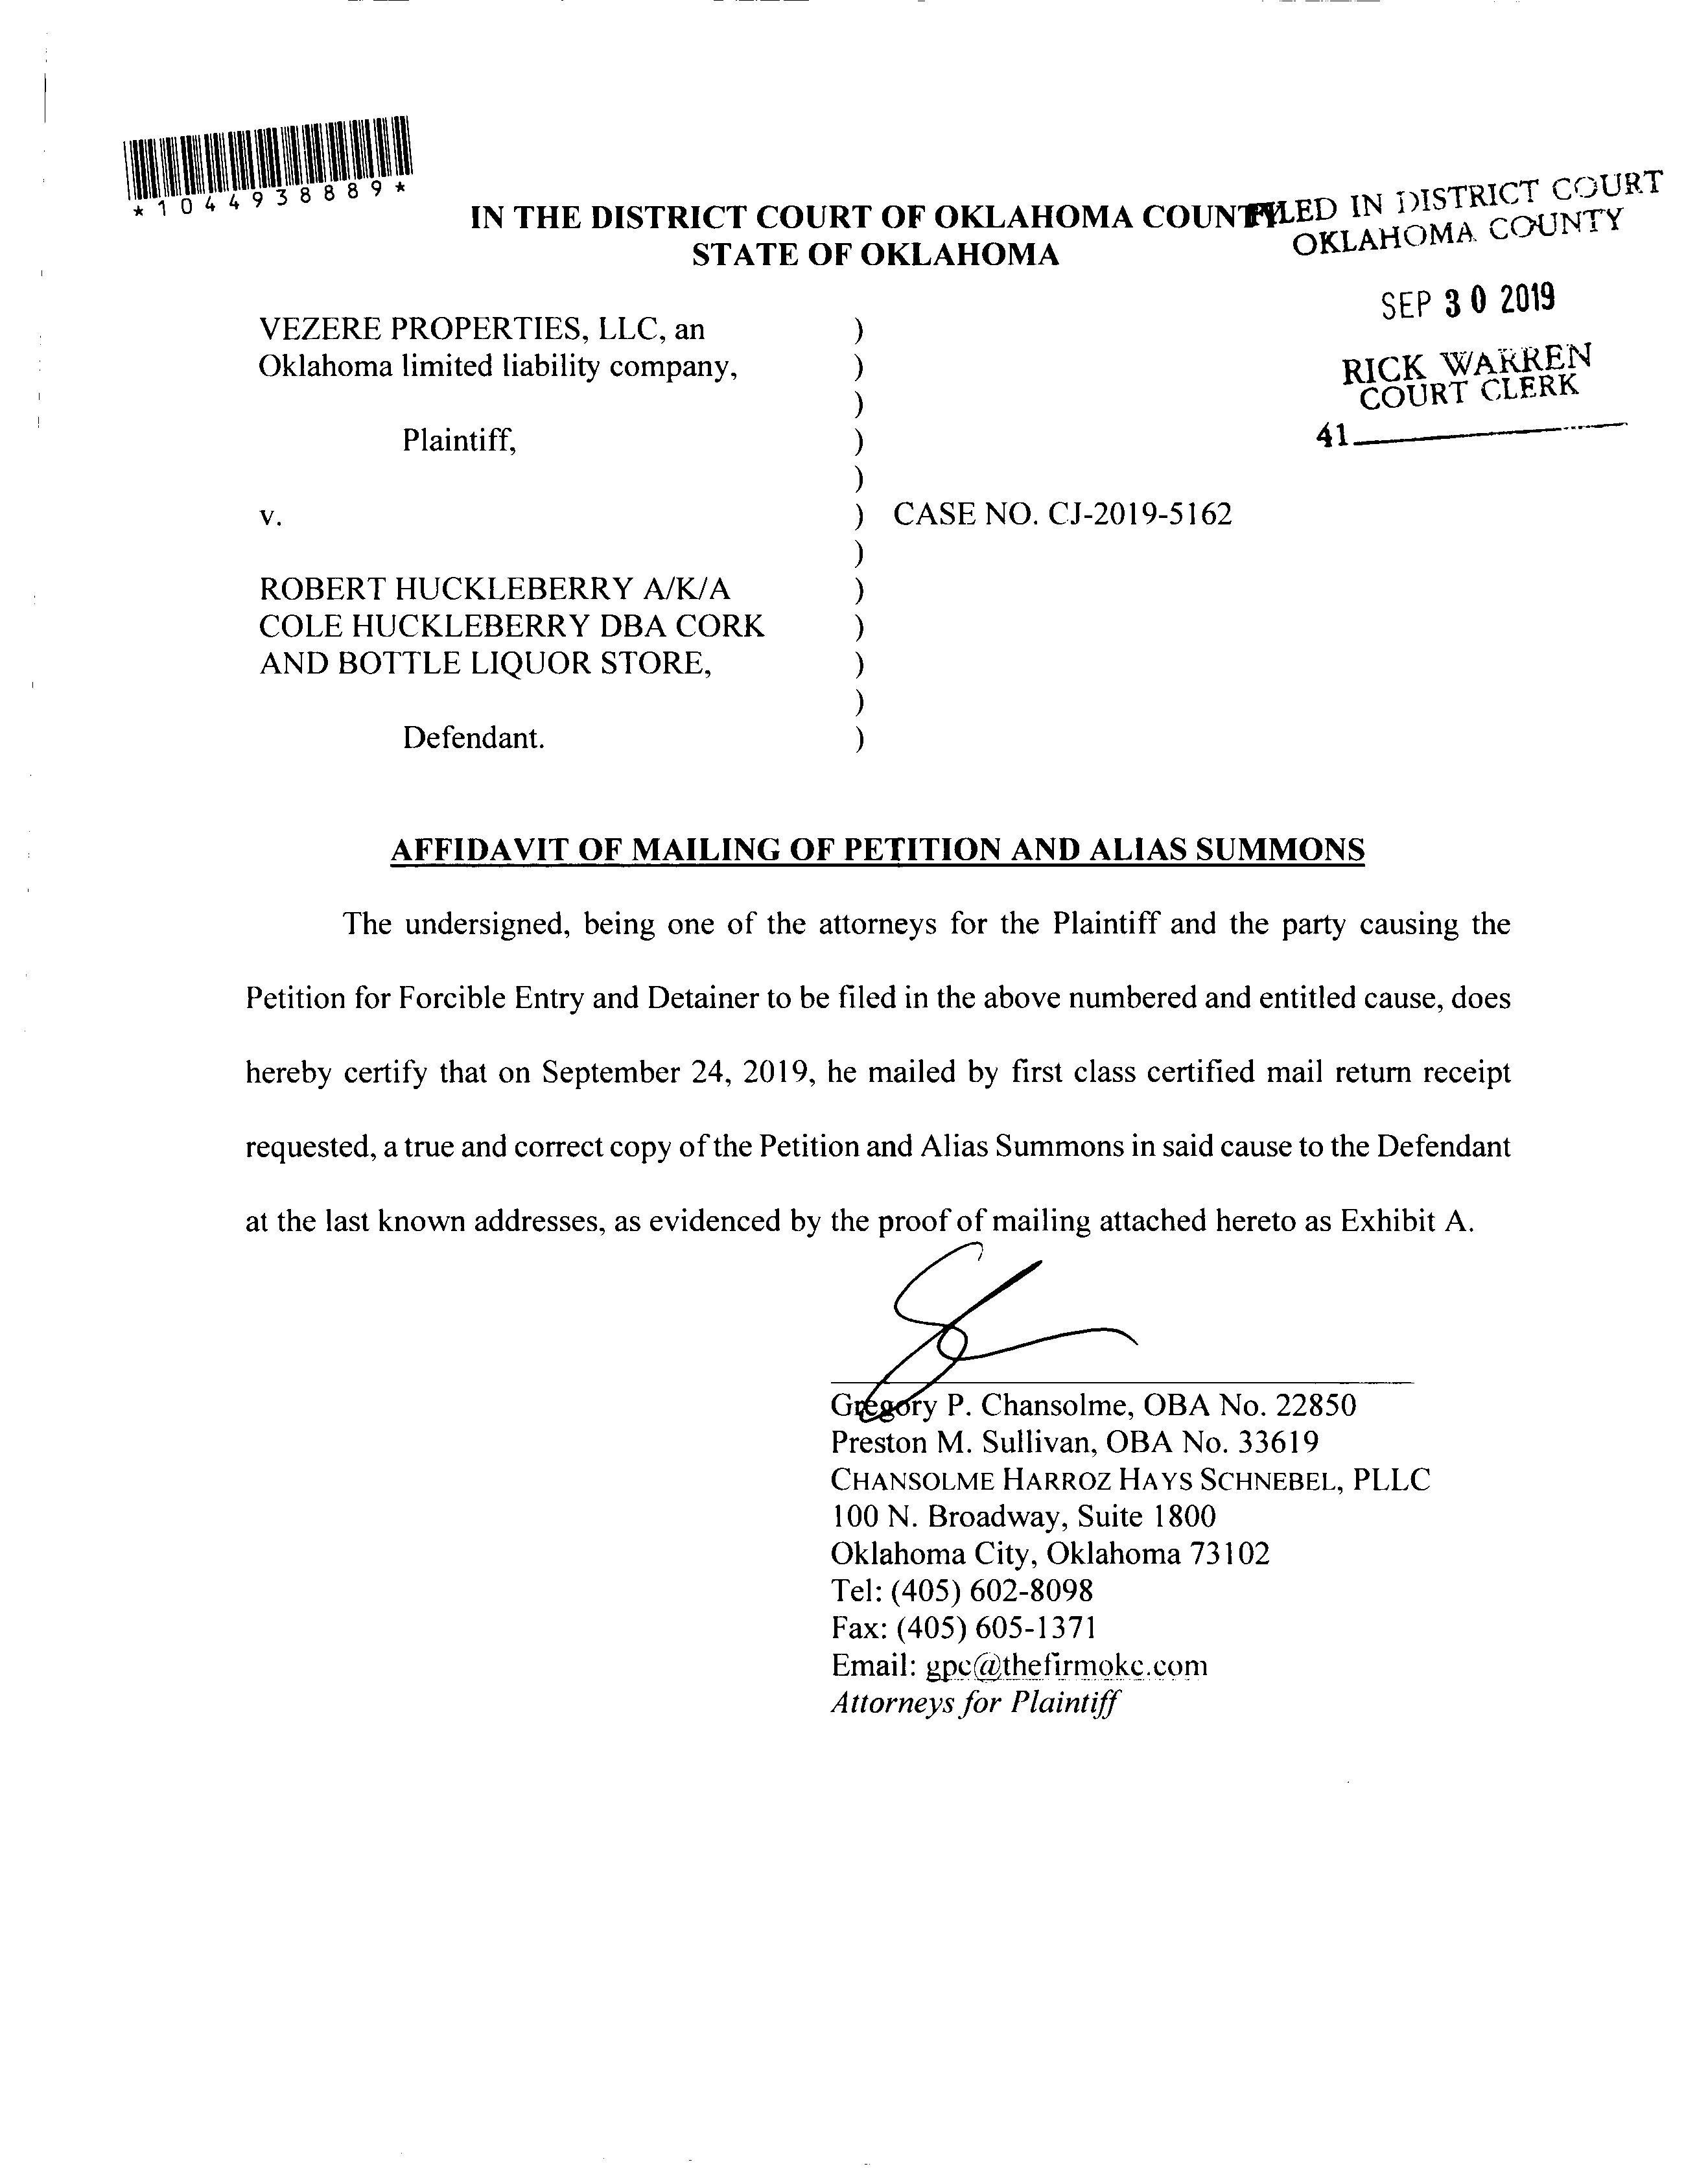 *1044938889*
IN THE DISTRICT COURT OF OKLAHOMA COUNTY
STATE OF OKLAHOMA
FILED IN DISTRICT COURT
OKLAHOMA COUNTY
SEP 30 2019
RICK WARREN
COURT CLERK
41
VEZERE PROPERTIES, LLC, an )
Oklahoma limited liability company, )
)
Plaintiff, )
)
v. ) CASE NO. CJ-2019-5162
)
ROBERT HUCKLEBERRY A/K/A )
COLE HUCKLEBERRY DBA CORK )
AND BOTTLE LIQUOR STORE, )
)
Defendant. )
AFFIDAVIT OF MAILING OF PETITION AND ALIAS SUMMONS
The undersigned, being one of the attorneys for the Plaintiff and the party causing the
Petition for Forcible Entry and Detainer to be filed in the above numbered and entitled cause, does
hereby certify that on September 24, 2019, he mailed by first class certified mail return receipt
requested, a true and correct copy of the Petition and Alias Summons in said cause to the Defendant
at the last known addresses, as evidenced by the proof of mailing attached hereto as Exhibit A.
Gregory P. Chansolme, OBA No. 22850
Preston M. Sullivan, OBA No. 33619
CHANSOLME HARROZ HAYS SCHNEBEL, PLLC
100 N. Broadway, Suite 1800
Oklahoma City, Oklahoma 73102
Tel: (405) 602-8098
Fax: (405) 605-1371
Email: gpc@thefirmokc.com
Attorneys for Plaintiff